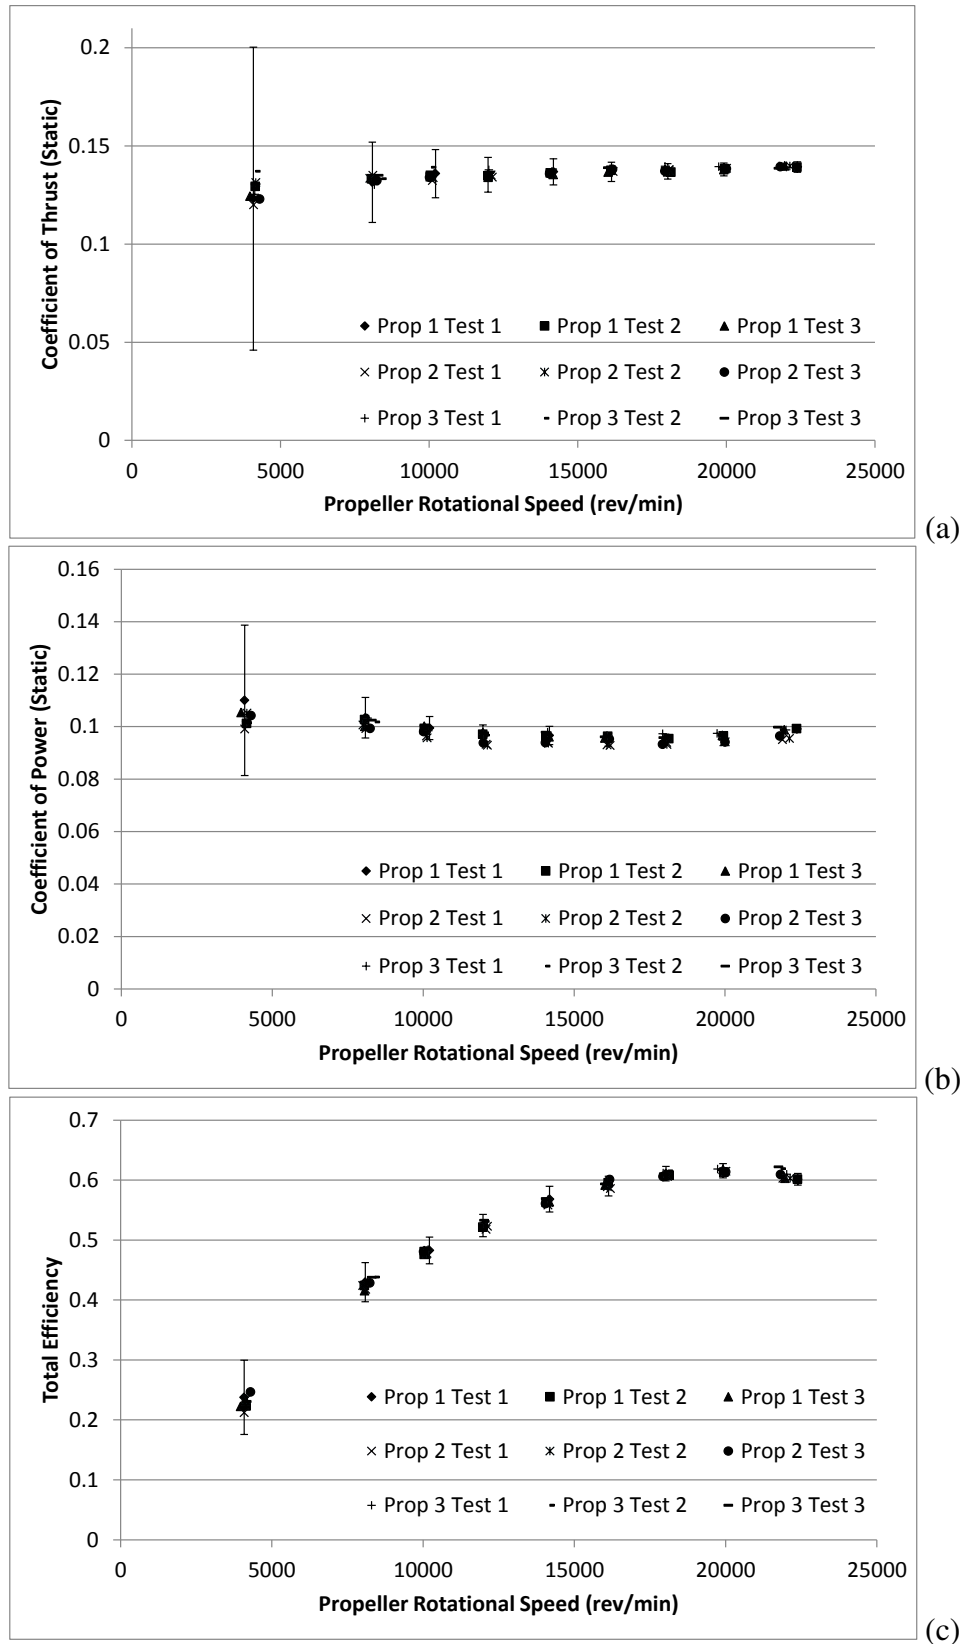 0.2
0.15
0.1
0.05
0
Coefficient of Thrust (Static)
Prop 1 Test 1 Prop 1 Test 2 Prop 1 Test 3
Prop 2 Test 1 Prop 2 Test 2 Prop 2 Test 3
Prop 3 Test 1 Prop 3 Test 2 Prop 3 Test 3
0 5000 10000 15000 20000 25000
Propeller Rotational Speed (rev/min)
(a)
0.16
0.14
0.12
0.1
0.08
0.06
0.04
0.02
0
Coefficient of Power (Static)
Prop 1 Test 1 Prop 1 Test 2 Prop 1 Test 3
Prop 2 Test 1 Prop 2 Test 2 Prop 2 Test 3
Prop 3 Test 1 Prop 3 Test 2 Prop 3 Test 3
0 5000 10000 15000 20000 25000
Propeller Rotational Speed (rev/min)
(b)
0.7
0.6
0.5
0.4
0.3
0.2
0.1
0
Total Efficiency
Prop 1 Test 1 Prop 1 Test 2 Prop 1 Test 3
Prop 2 Test 1 Prop 2 Test 2 Prop 2 Test 3
Prop 3 Test 1 Prop 3 Test 2 Prop 3 Test 3
0 5000 10000 15000 20000 25000
Propeller Rotational Speed (rev/min)
(c)